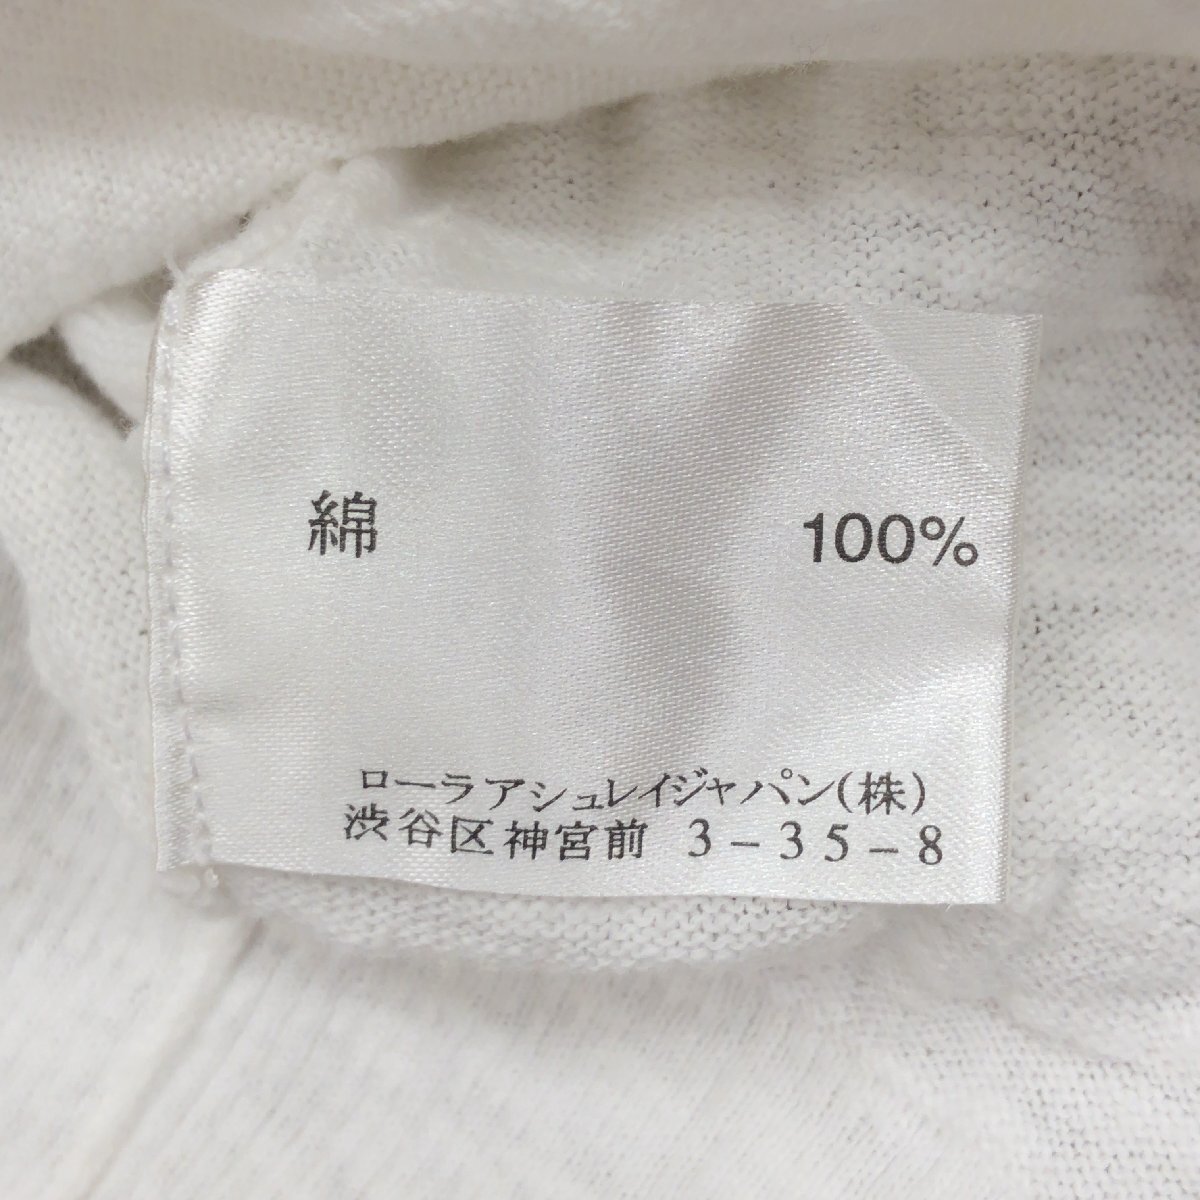 綿 100%
ローラアシュレイジャパン(株)
渋谷区神宮前 3-35-8